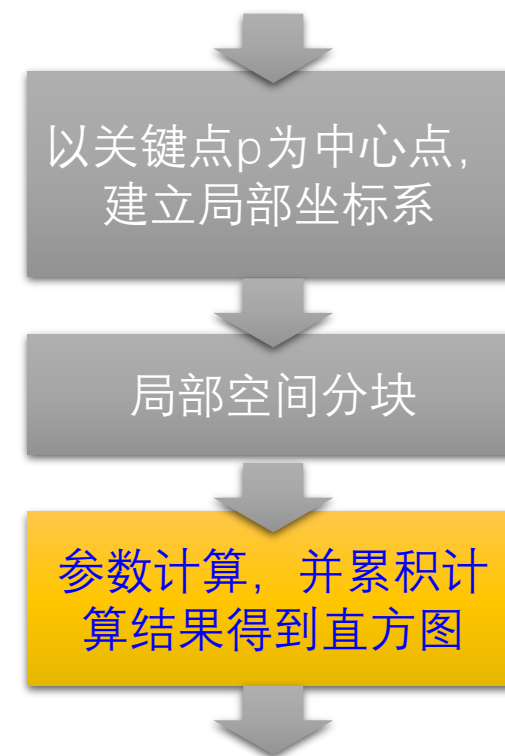 以关键点p为中心点，
建立局部坐标系
局部空间分块
参数计算，并累积计
算结果得到直方图